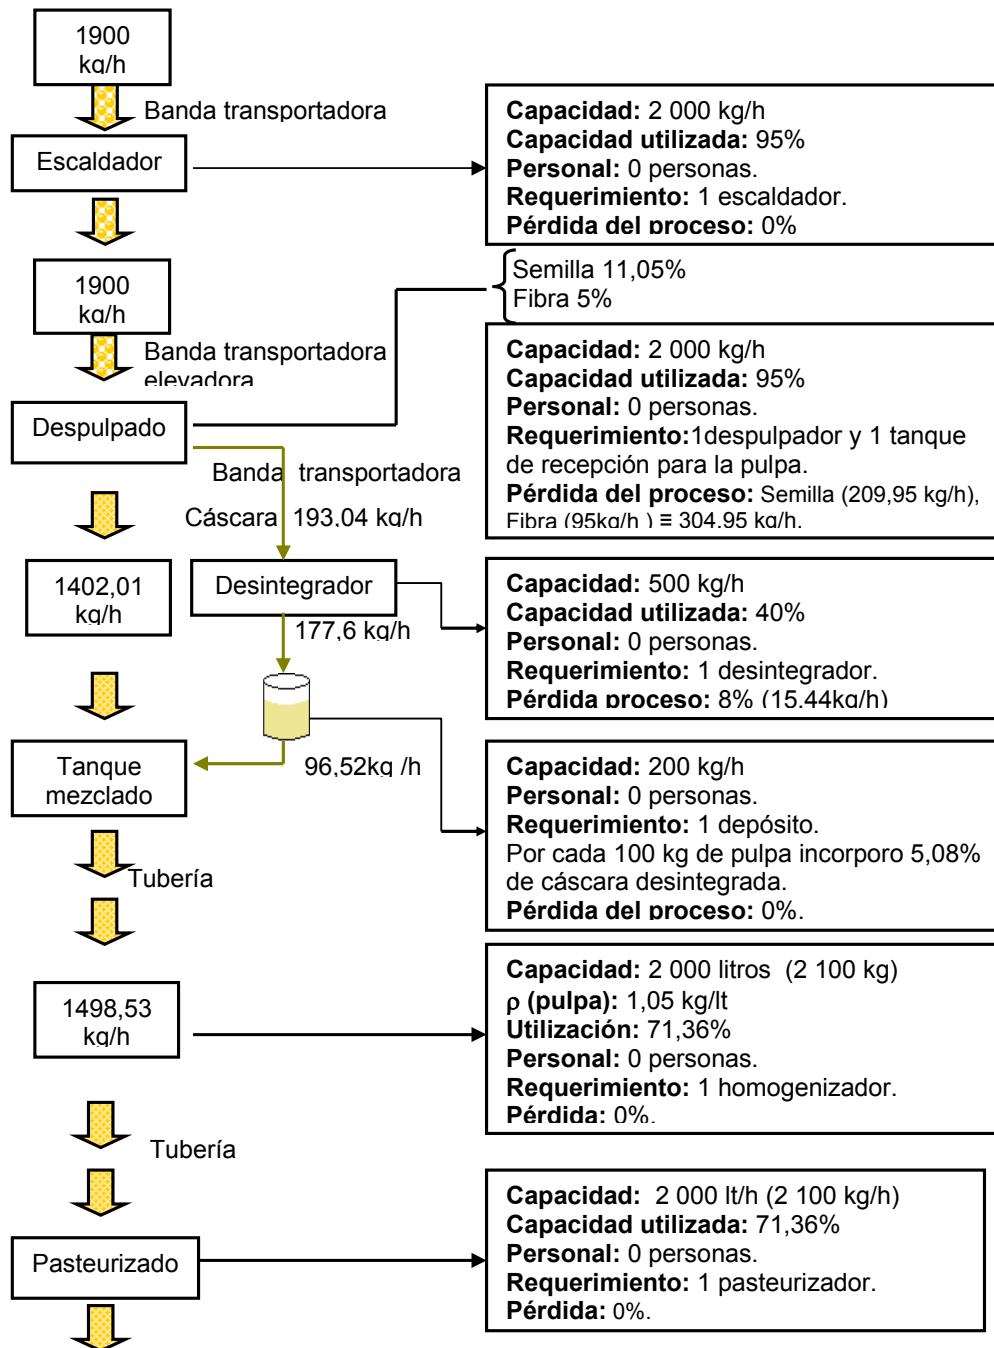 1900
kg/h
Banda transportadora
Escaldador
Capacidad: 2 000 kg/h
Capacidad utilizada: 95%
Personal: 0 personas.
Requerimiento: 1 escaldador.
Pérdida del proceso: 0%
1900
kg/h
Semilla 11,05%
Fibra 5%
Banda transportadora
elevadora
Despulpado
Capacidad: 2 000 kg/h
Capacidad utilizada: 95%
Personal: 0 personas.
Requerimiento:1despulpador y 1 tanque
de recepción para la pulpa.
Pérdida del proceso: Semilla (209,95 kg/h),
Fibra (95kg/h ) ≡ 304,95 kg/h.
Banda transportadora
Cáscara 193,04 kg/h
1402,01
kg/h
Desintegrador
177,6 kg/h
Capacidad: 500 kg/h
Capacidad utilizada: 40%
Personal: 0 personas.
Requerimiento: 1 desintegrador.
Pérdida proceso: 8% (15,44kg/h)
Tanque
mezclado
96,52kg /h
Capacidad: 200 kg/h
Personal: 0 personas.
Requerimiento: 1 depósito.
Por cada 100 kg de pulpa incorporo 5,08%
de cáscara desintegrada.
Pérdida del proceso: 0%.
Tubería
1498,53
kg/h
Capacidad: 2 000 litros (2 100 kg)
ρ (pulpa): 1,05 kg/lt
Utilización: 71,36%
Personal: 0 personas.
Requerimiento: 1 homogenizador.
Pérdida: 0%.
Tubería
Pasteurizado
Capacidad: 2 000 lt/h (2 100 kg/h)
Capacidad utilizada: 71,36%
Personal: 0 personas.
Requerimiento: 1 pasteurizador.
Pérdida: 0%.